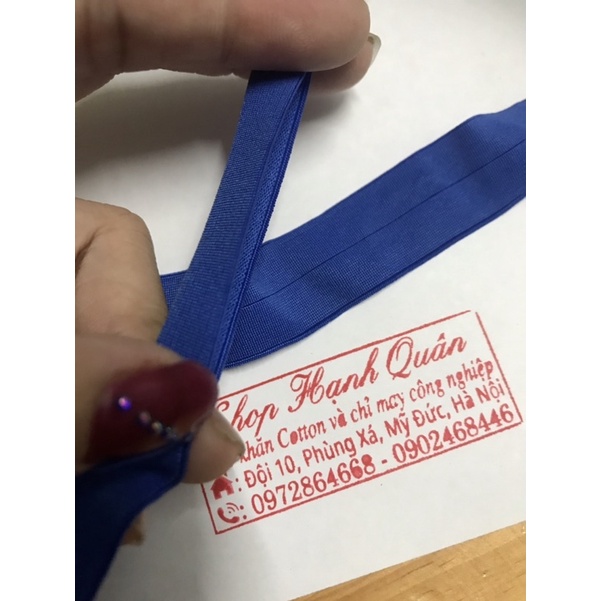 Shop Hạnh Quân
khăn Cotton và chỉ may công nghiệp
: Đội 10, Phùng Xá, Mỹ Đức, Hà Nội
: 0972864668 - 0902468446